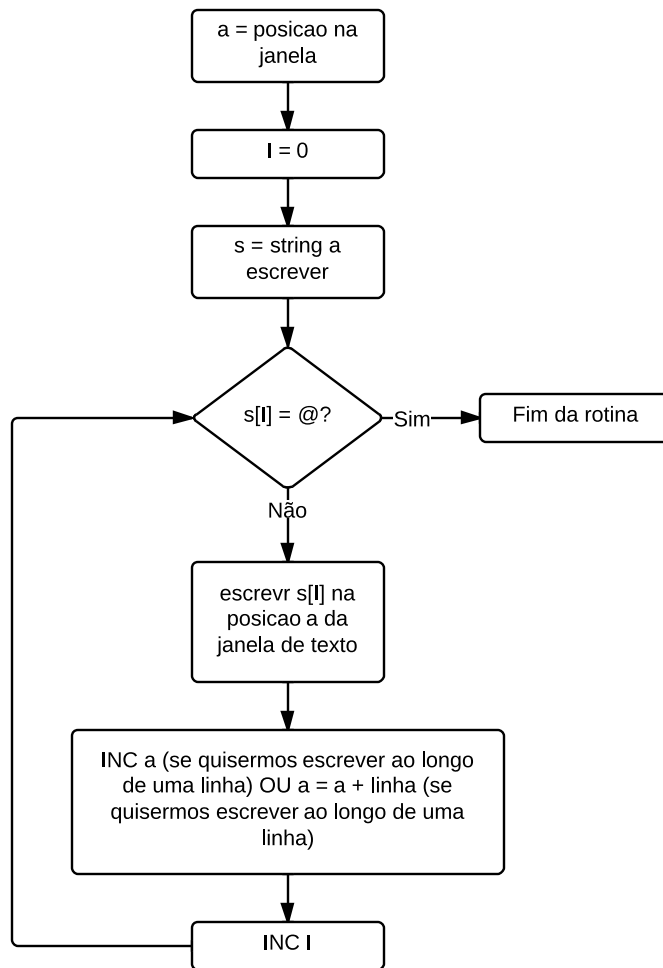 a = posicao na
janela
I = 0
s = string a
escrever
s[I] = @?
Sim
Fim da rotina
Não
escrevr s[I] na
posicao a da
janela de texto
INC a (se quisermos escrever ao longo
de uma linha) OU a = a + linha (se
quisermos escrever ao longo de uma
linha)
INC I